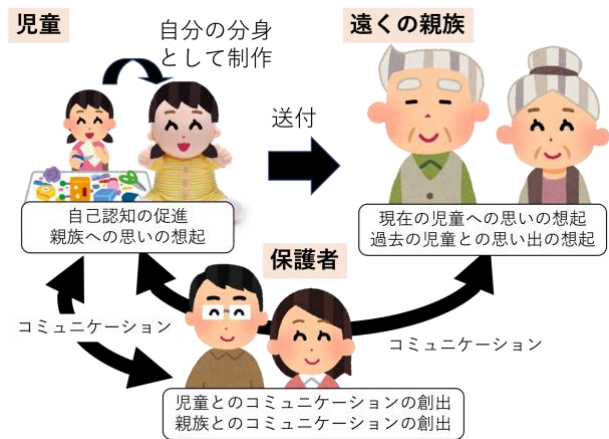 児童
自分の分身
として制作
遠くの親族
送付
自己認知の促進
親族への思いの想起
現在の児童への思いの想起
過去の児童との思い出の想起
保護者
コミュニケーション
コミュニケーション
児童とのコミュニケーションの創出
親族とのコミュニケーションの創出